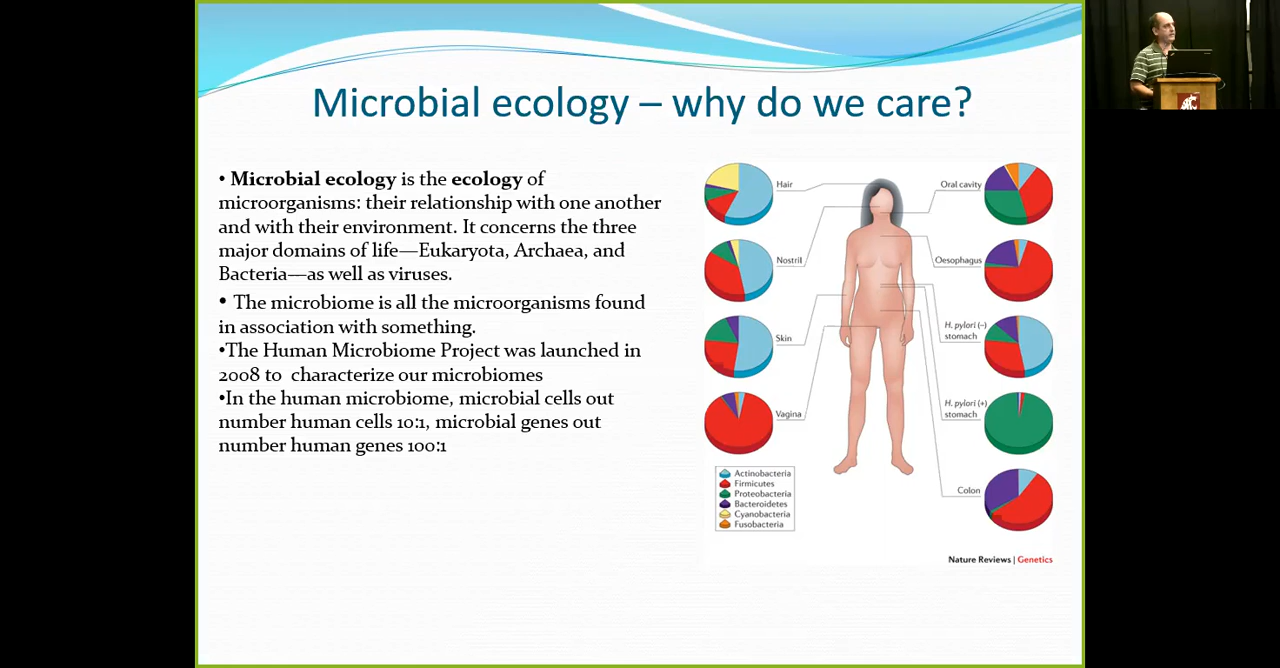 Microbial ecology – why do we care?
• Microbial ecology is the ecology of
microorganisms: their relationship with one another
and with their environment. It concerns the three
major domains of life—Eukaryota, Archaea, and
Bacteria—as well as viruses.
• The microbiome is all the microorganisms found
in association with something.
•The Human Microbiome Project was launched in
2008 to characterize our microbiomes
•In the human microbiome, microbial cells out
number human cells 10:1, microbial genes out
number human genes 100:1
Hair
Nostril
Skin
Vagina
Oral cavity
Oesophagus
H. pylori (–)
stomach
H. pylori (+)
stomach
Colon
Actinobacteria
Firmicutes
Proteobacteria
Bacteroidetes
Cyanobacteria
Fusobacteria
Nature Reviews | Genetics